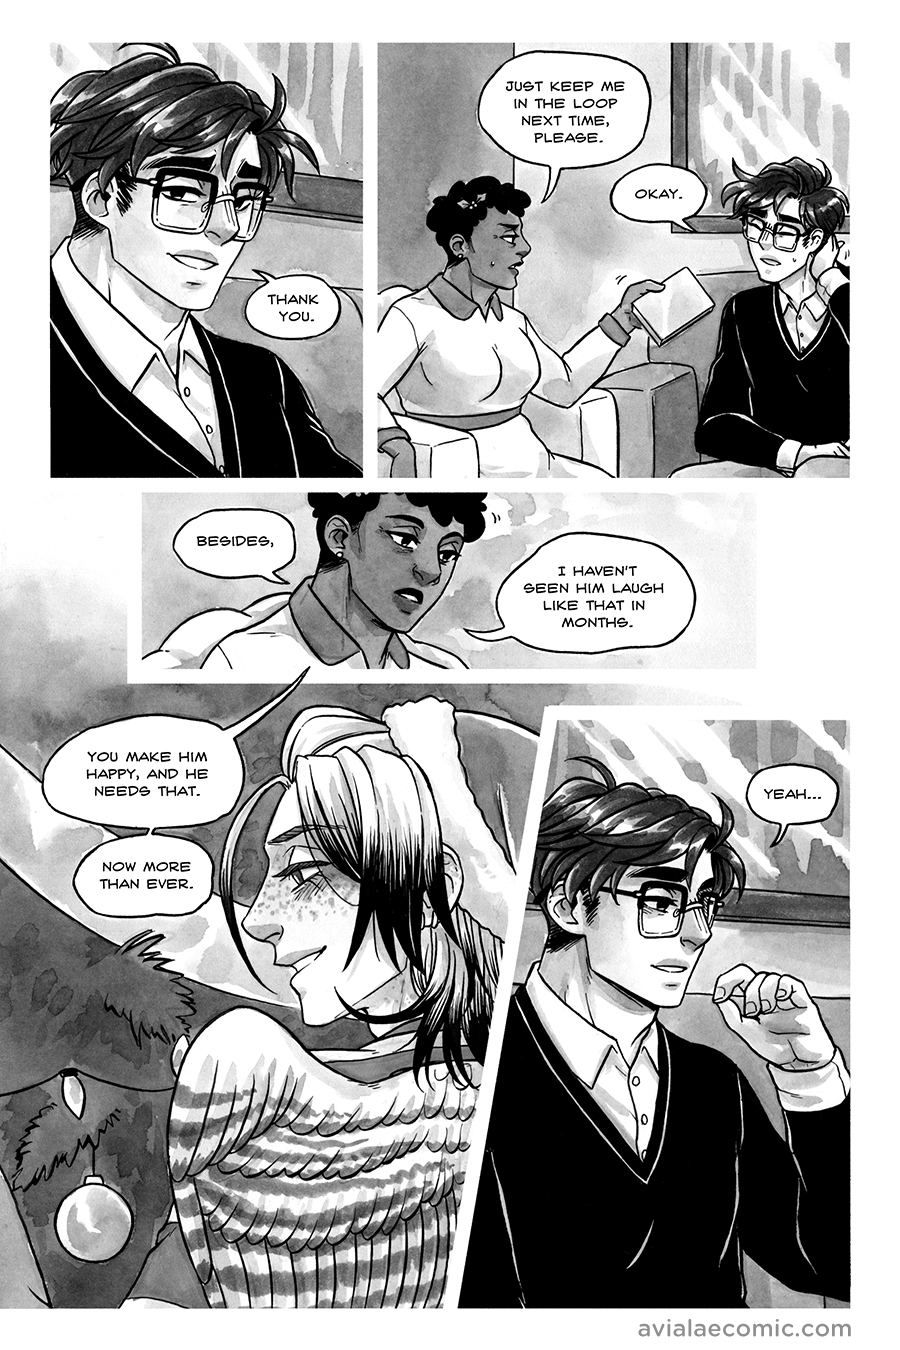 THANK
YOU.
JUST KEEP ME
IN THE LOOP
NEXT TIME,
PLEASE.
OKAY.
BESIDES,
I HAVEN'T
SEEN HIM LAUGH
LIKE THAT IN
MONTHS.
YOU MAKE HIM
HAPPY, AND HE
NEEDS THAT.
NOW MORE
THAN EVER.
YEAH...
avialaecomic.com